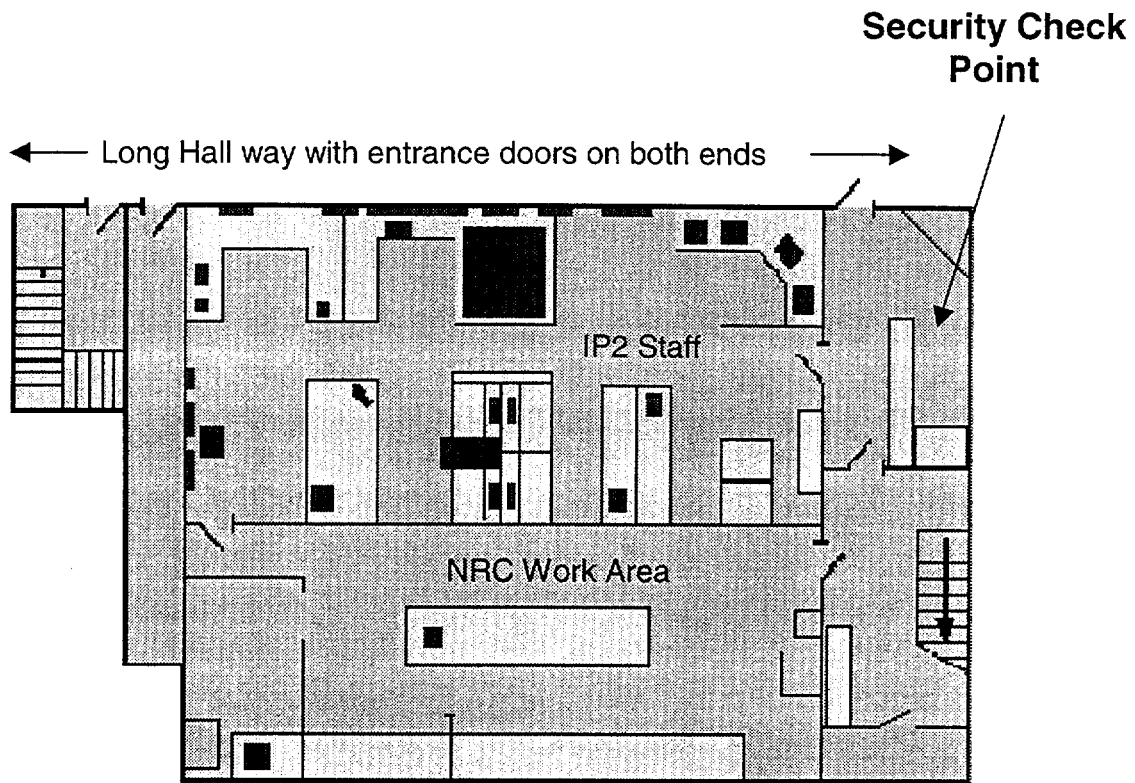 Security Check
Point
Long Hall way with entrance doors on both ends
IP2 Staff
NRC Work Area